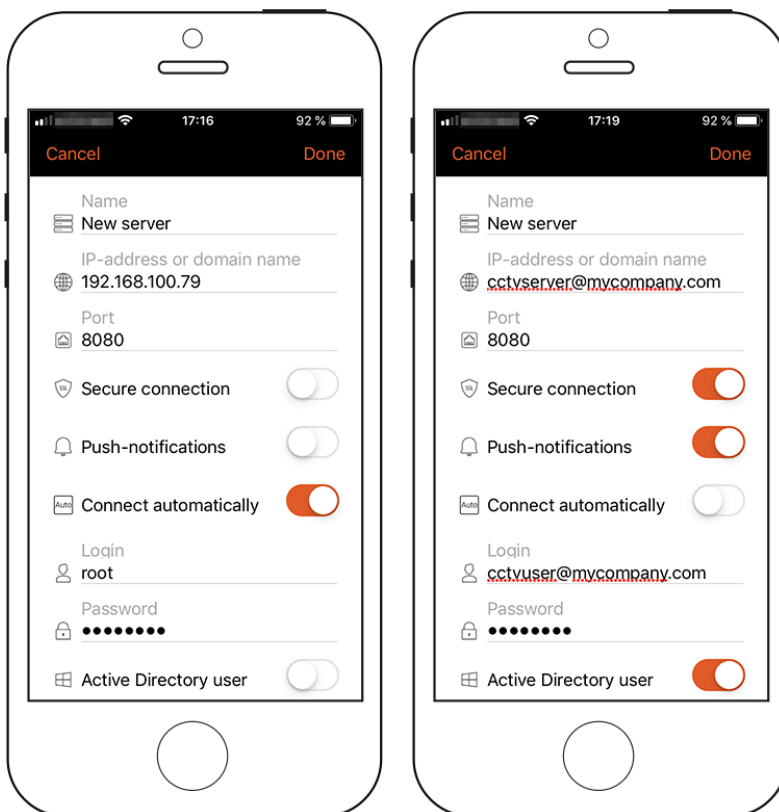 17:16 92 %
Cancel Done
Name
New server
IP-address or domain name
192.168.100.79
Port
8080
SSL Secure connection
Push-notifications
Auto Connect automatically
Login
root
Password
Active Directory user
17:19 92 %
Cancel Done
Name
New server
IP-address or domain name
cctvserver@mycompany.com
Port
8080
SSL Secure connection
Push-notifications
Auto Connect automatically
Login
cctvuser@mycompany.com
Password
Active Directory user